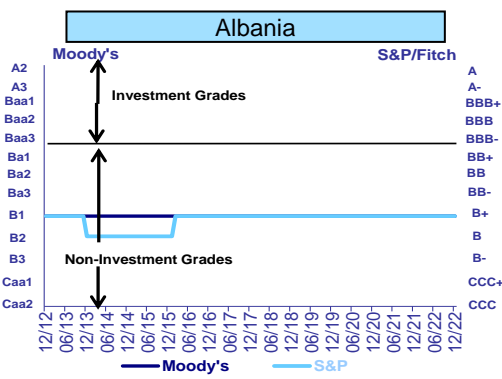 Albania
Moody's S&P/Fitch
A2 A
A3 A-
Baa1 BBB+
Investment Grades
Baa2 BBB
Baa3 BBB-
Ba1 BB+
Ba2 BB
Ba3 BB-
B1 B+
B2 B
B3 B-
Non-Investment Grades
Caa1 CCC+
Caa2 CCC
12/12 06/13 12/13 06/14 12/14 06/15 12/15 06/16 12/16 06/17 12/17 06/18 12/18 06/19 12/19 06/20 12/20 06/21 12/21 06/22 12/22
Moody's S&P